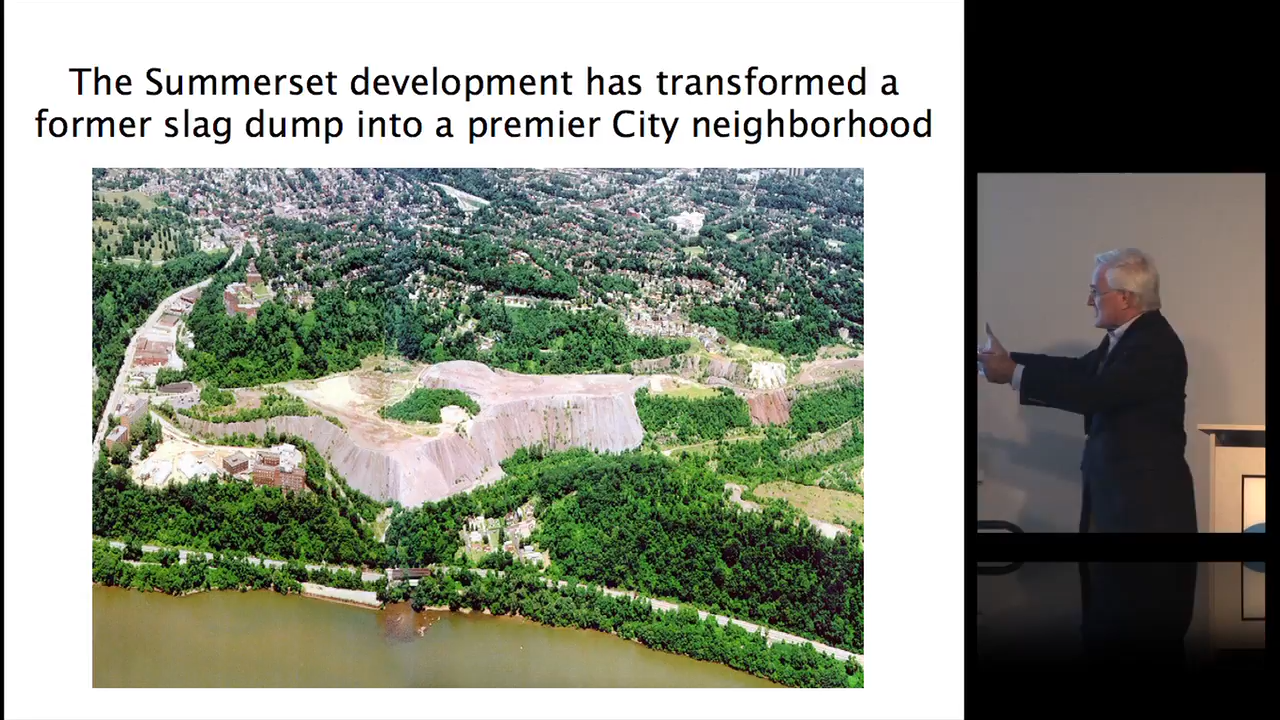 The Summerset development has transformed a
former slag dump into a premier City neighborhood